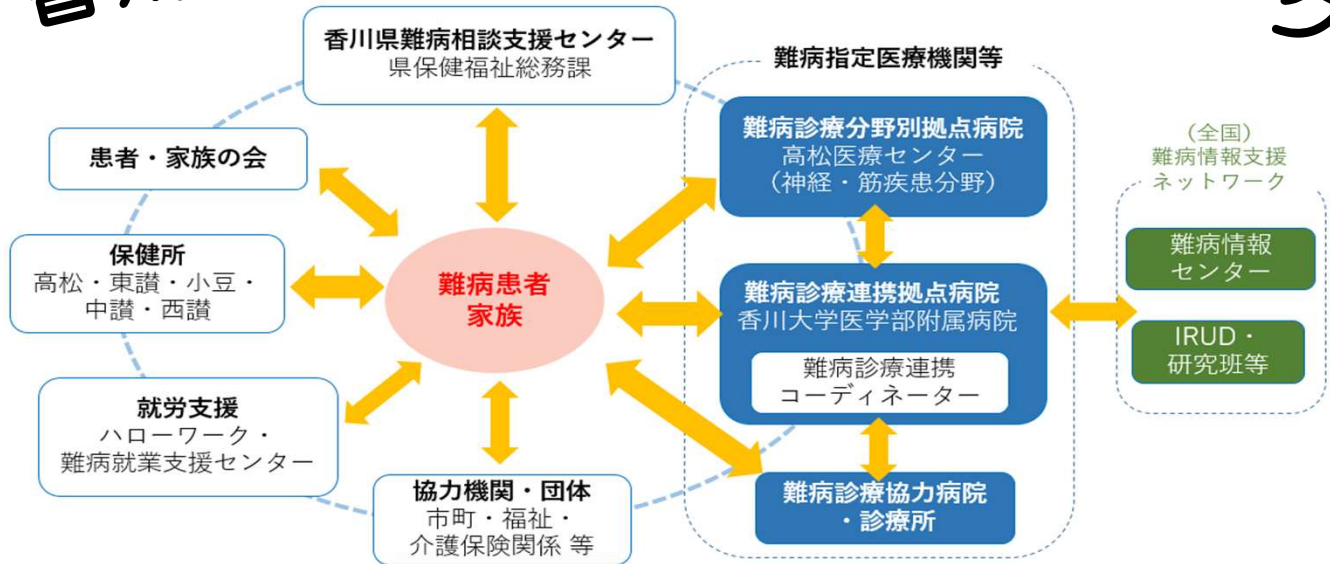 香川県難病相談支援センター
県保健福祉総務課
患者・家族の会
保健所
高松・東讃・小豆・
中讃・西讃
就労支援
ハローワーク・
難病就業支援センター
協力機関・団体
市町・福祉・
介護保険関係 等
難病患者
家族
難病指定医療機関等
難病診療分野別拠点病院
高松医療センター
(神経・筋疾患分野)
難病診療連携拠点病院
香川大学医学部附属病院
難病診療連携
コーディネーター
難病診療協力病院
・診療所
(全国)
難病情報支援
ネットワーク
難病情報
センター
IRUD・
研究班等